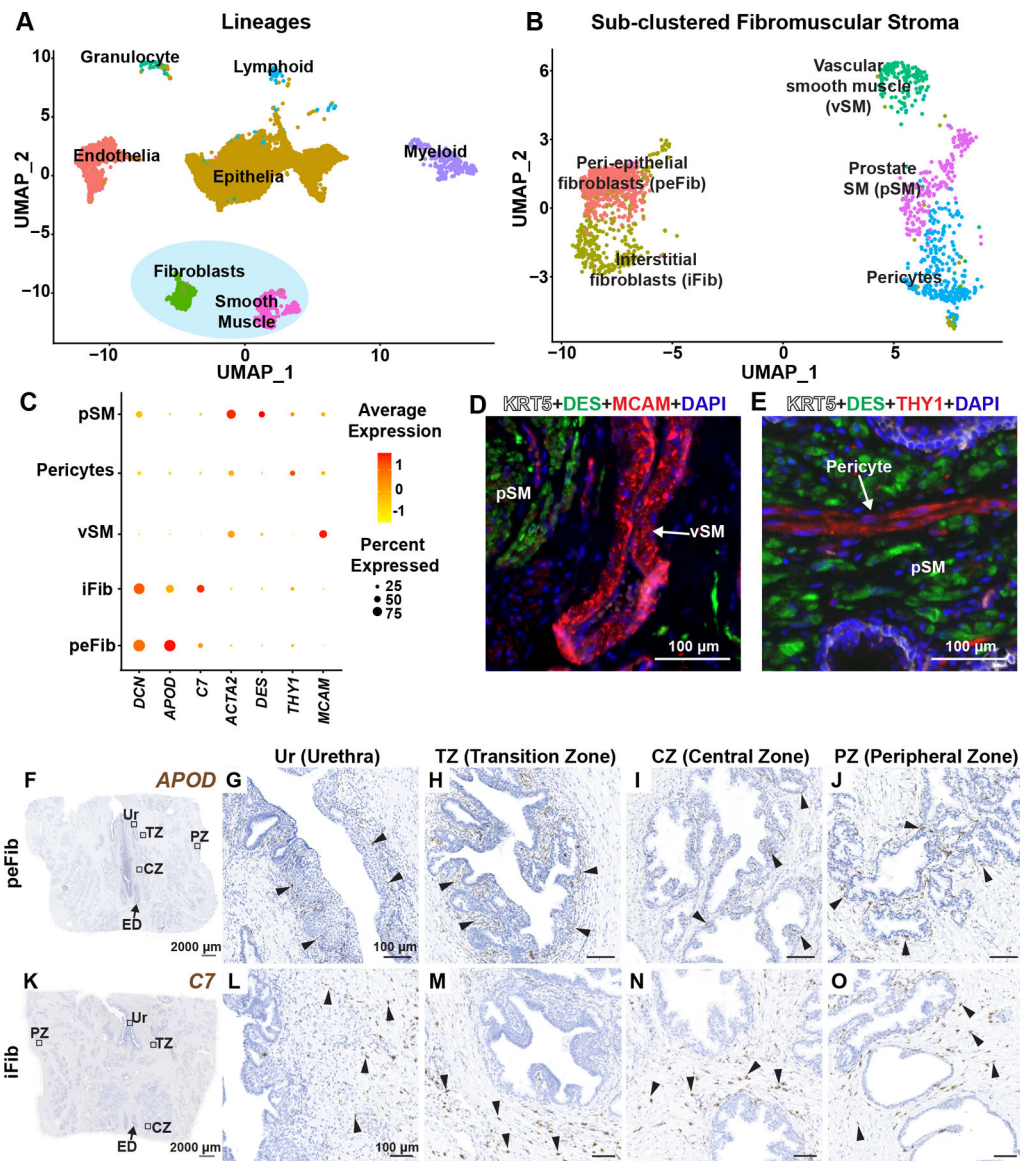 A
Lineages
10
5
0
−5
−10
UMAP_2
Granulocyte
Lymphoid
Endothelia
Epithelia
Myeloid
Fibroblasts
Smooth
Muscle
−10
0
10
UMAP_1
B
Sub-clustered Fibromuscular Stroma
6
3
0
−3
UMAP_2
Vascular
smooth muscle
(vSM)
Peri-epithelial
fibroblasts (peFib)
Prostate
SM (pSM)
Interstitial
fibroblasts (iFib)
Pericytes
−10
−5
0
5
UMAP_1
C
pSM
Pericytes
vSM
iFib
peFib
DCN
APOD
C7
ACTA2
DES
THY1
MCAM
Average
Expression
1
0
-1
Percent
Expressed
25
50
75
D
KRT5+DES+MCAM+DAPI
pSM
vSM
100 µm
E
KRT5+DES+THY1+DAPI
Pericyte
pSM
100 µm
Ur (Urethra)
TZ (Transition Zone)
CZ (Central Zone)
PZ (Peripheral Zone)
peFib
F
APOD
Ur
TZ
PZ
CZ
ED
2000 µm
G
100 µm
H
I
J
iFib
K
C7
Ur
PZ
TZ
CZ
ED
2000 µm
L
100 µm
M
N
O